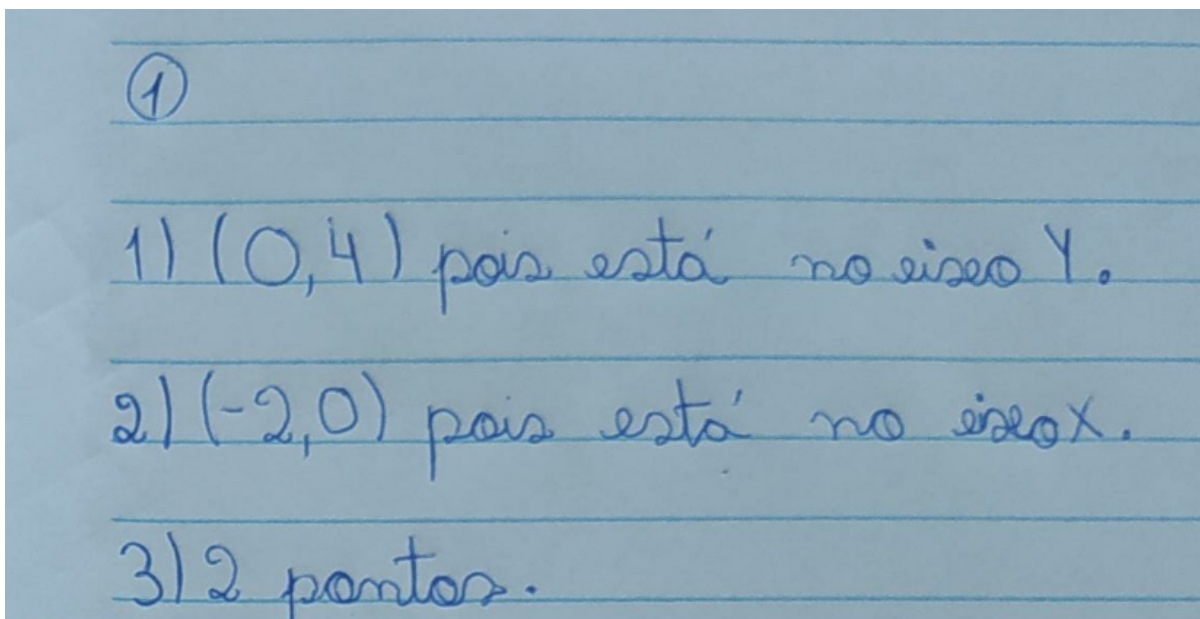 1
1) (0,4) pois está no eixo Y.
2) (-2,0) pois está no eixo X.
3) 2 pontos.